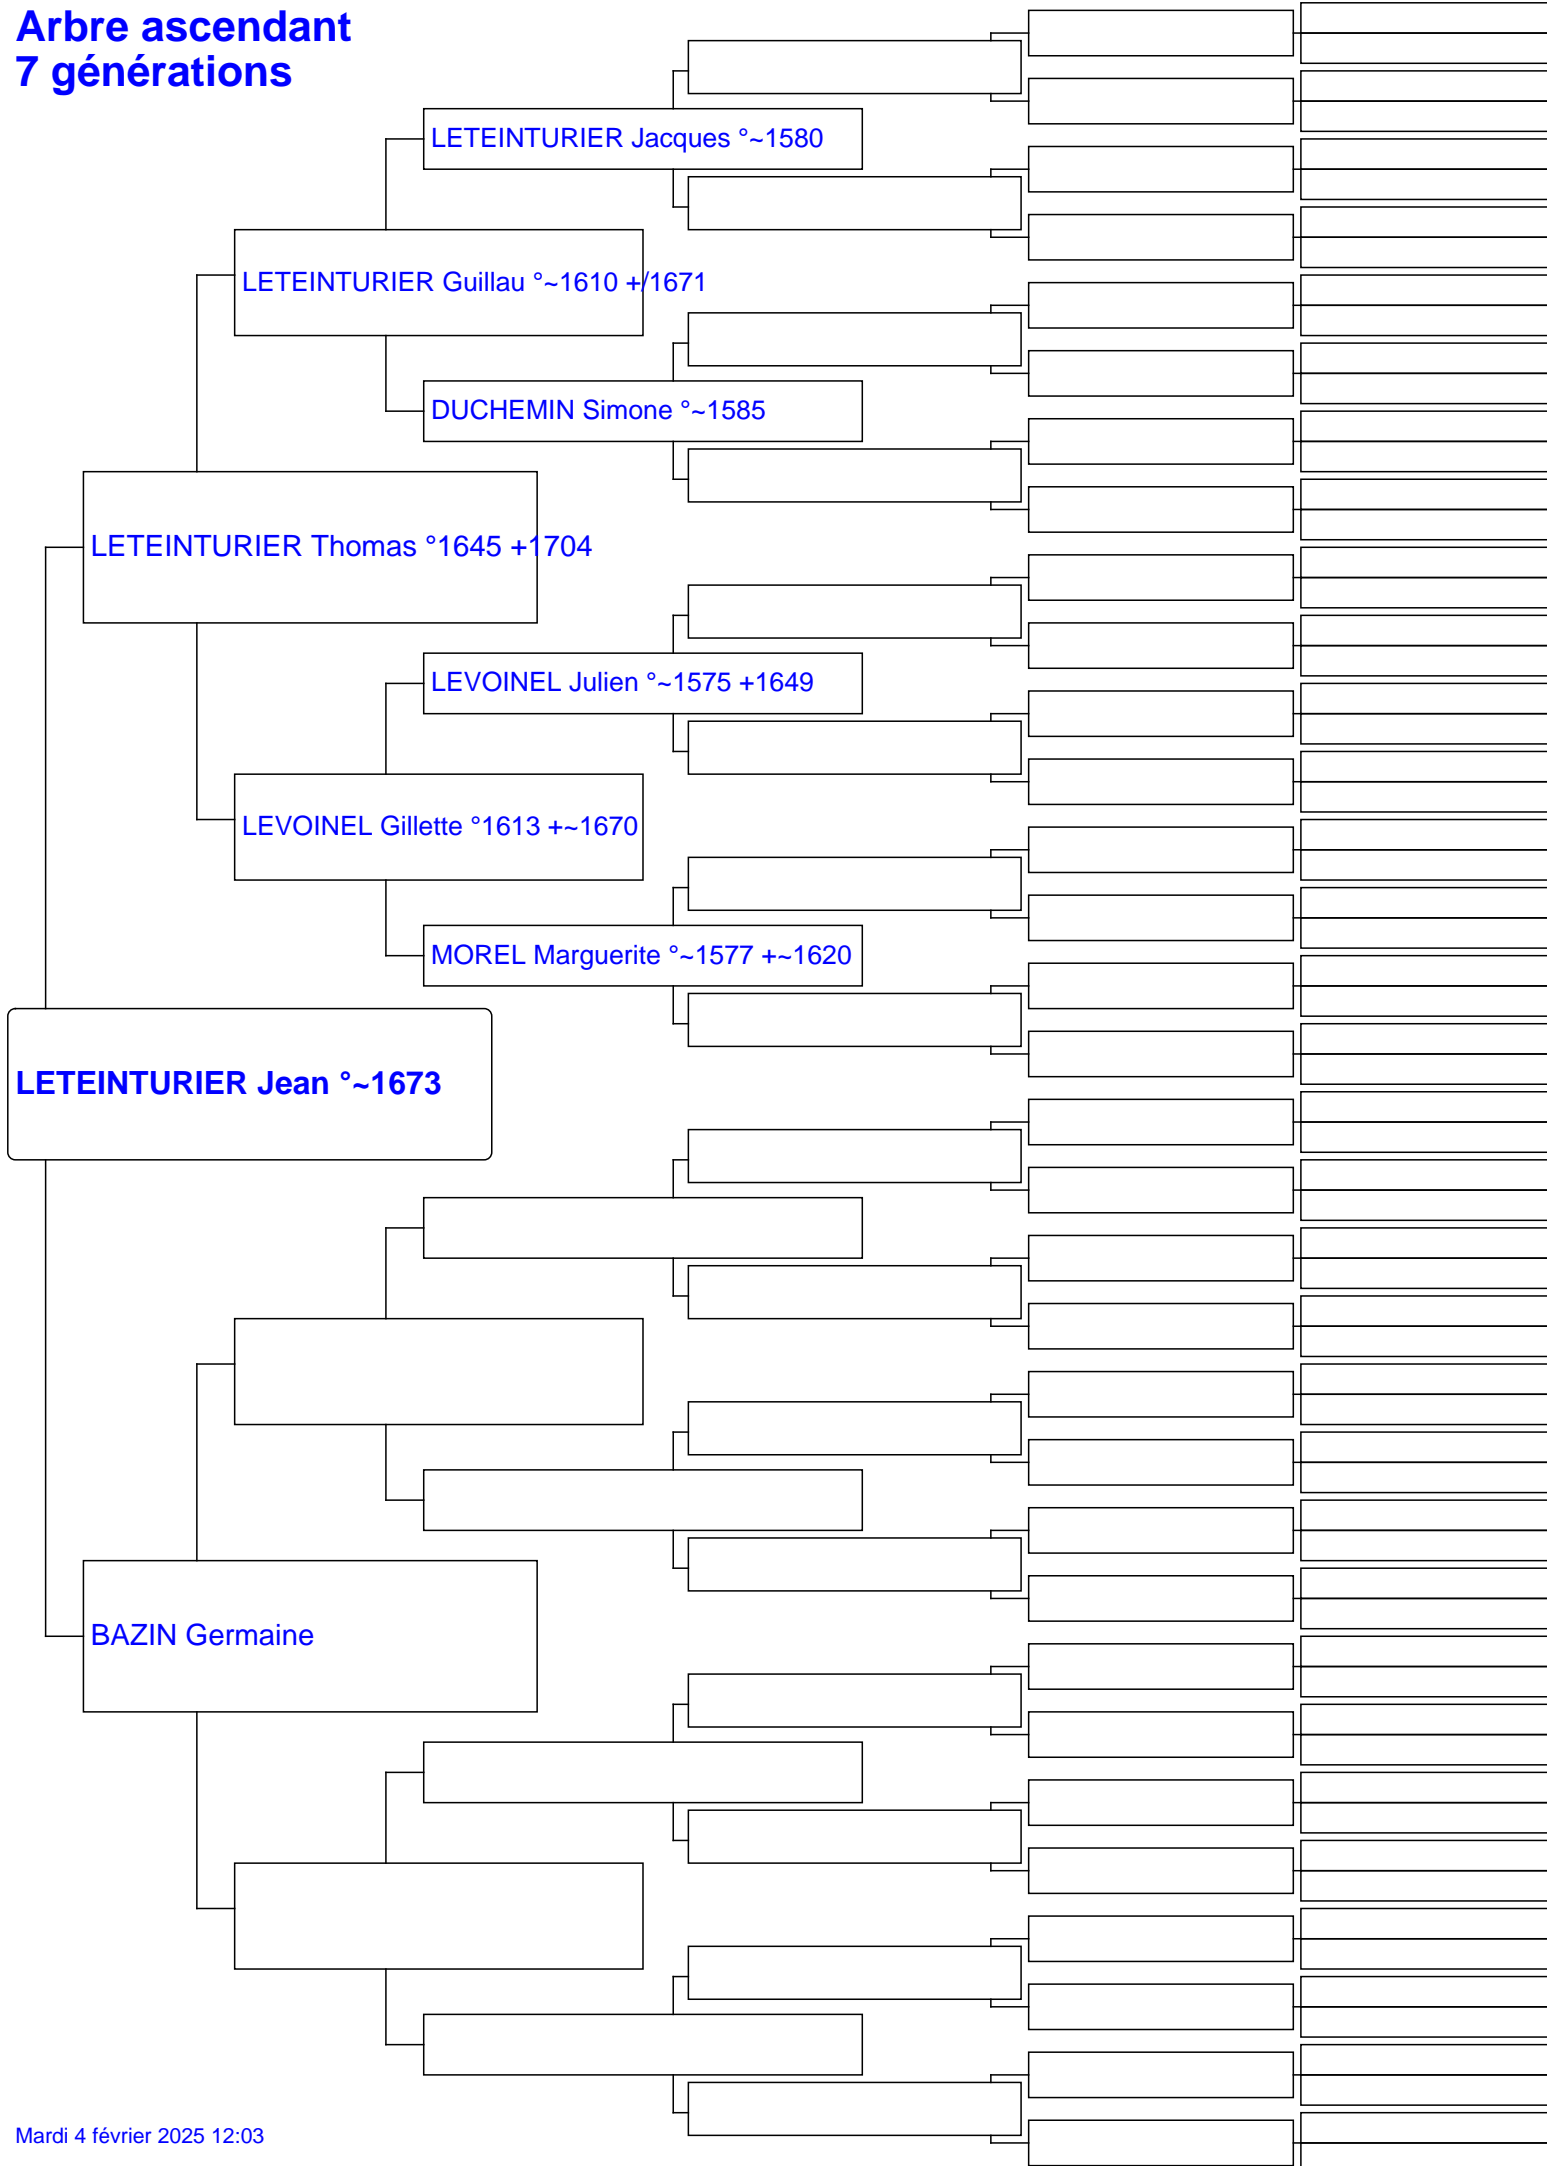 Arbre ascendant
7 générations
LETEINTURIER Jacques °~1580
LETEINTURIER Guillau °~1610 +/1671
DUCHEMIN Simone °~1585
LETEINTURIER Thomas °1645 +1704
LEVOINEL Julien °~1575 +1649
LEVOINEL Gillette °1613 +~1670
MOREL Marguerite °~1577 +~1620
LETEINTURIER Jean °~1673
BAZIN Germaine
Mardi 4 février 2025 12:03